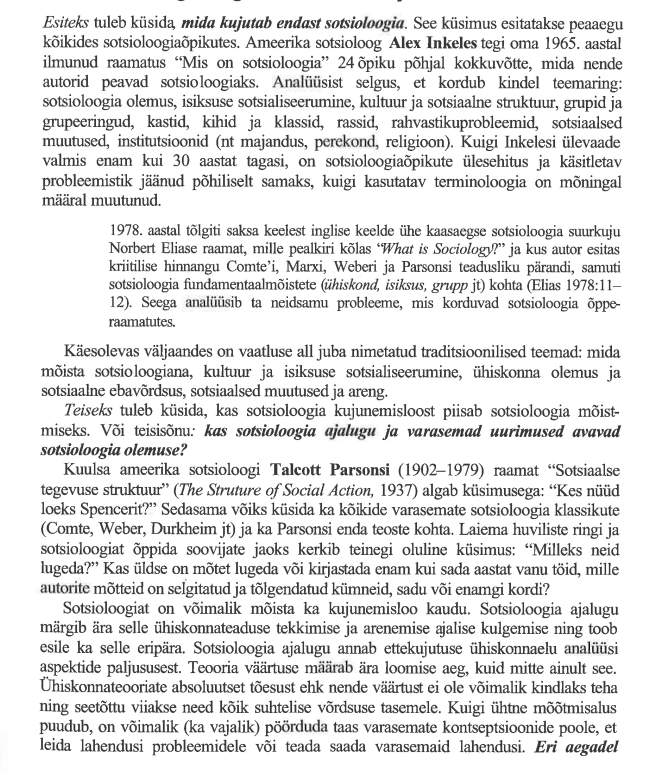 Esiteks tuleb küsida, mida kujutab endast sotsioloogia. See küsimus esitatakse peaaegu
kõikides sotsioloogiaõpikutes. Ameerika sotsioloog Alex Inkeles tegi oma 1965. aastal
ilmunud raamatus “Mis on sotsioloogia” 24 õpiku põhjal kokkuvõtte, mida nende
autorid peavad sotsioloogiaks. Analüüsist selgus, et kordub kindel teemaring:
sotsioloogia olemus, isiksuse sotsialiseerumine, kultuur ja sotsiaalne struktuur, grupid ja
grupeeringud, kastid, kihid ja klassid, rassid, rahvastikuprobleemid, sotsiaalsed
muutused, institutsioonid (nt majandus, perekond, religioon). Kuigi Inkelesi ülevaade
valmis enam kui 30 aastat tagasi, on sotsioloogiaõpikute ülesehitus ja käsitletav
probleemistik jäänud põhiliselt samaks, kuigi kasutatav terminoloogia on mõningal
määral muutunud.
1978. aastal tõlgiti saksa keelest inglise keelde ühe kaasaegse sotsioloogia suurkuju
Norbert Eliase raamat, mille pealkiri kõlas “What is Sociology?” ja kus autor esitas
kriitilise hinnangu Comte’i, Marxi, Weberi ja Parsonsi teadusliku pärandi, samuti
sotsioloogia fundamentaalmõistete (ühiskond, isiksus, grupp jt) kohta (Elias 1978:11–
12). Seega analüüsib ta neidsamu probleeme, mis korduvad sotsioloogia õppe-
raamatutes.
Käesolevas väljaandes on vaatluse all juba nimetatud traditsioonilised teemad: mida
mõista sotsioloogiana, kultuur ja isiksuse sotsialiseerumine, ühiskonna olemus ja
sotsiaalne ebavõrdsus, sotsiaalsed muutused ja areng.
Teiseks tuleb küsida, kas sotsioloogia kujunemisloost piisab sotsioloogia mõist-
miseks. Või teisisõnu: kas sotsioloogia ajalugu ja varasemad uurimused avavad
sotsioloogia olemuse?
Kuulsa ameerika sotsioloogi Talcott Parsonsi (1902–1979) raamat “Sotsiaalse
tegevuse struktuur” (The Struture of Social Action, 1937) algab küsimusega: “Kes nüüd
loeks Spencerit?” Sedasama võiks küsida ka kõikide varasemate sotsioloogia klassikute
(Comte, Weber, Durkheim jt) ja ka Parsonsi enda teoste kohta. Laiema huviliste ringi ja
sotsioloogiat õppida soovijate jaoks kerkib teinegi oluline küsimus: “Milleks neid
lugeda?” Kas üldse on mõtet lugeda või kirjastada enam kui sada aastat vanu töid, mille
autorite mõtteid on selgitatud ja tõlgendatud kümneid, sadu või enamgi kordi?
Sotsioloogiat on võimalik mõista ka kujunemisloo kaudu. Sotsioloogia ajalugu
märgib ära selle ühiskonnateaduse tekkimise ja arenemise ajalise kulgemise ning toob
esile ka selle eripära. Sotsioloogia ajalugu annab ettekujutuse ühiskonnaelu analüüsi
aspektide paljususest. Teooria väärtuse määrab ära loomise aeg, kuid mitte ainult see.
Ühiskonnateooriate absoluutset tõesust ehk nende väärtust ei ole võimalik kindlaks teha
ning seetõttu viiakse need kõik suhtelise võrdsuse tasemele. Kuigi ühtne mõõtmisalus
puudub, on võimalik (ka vajalik) pöörduda taas varasemate kontseptsioonide poole, et
leida lahendusi probleemidele või teada saada varasemaid lahendusi. Eri aegadel